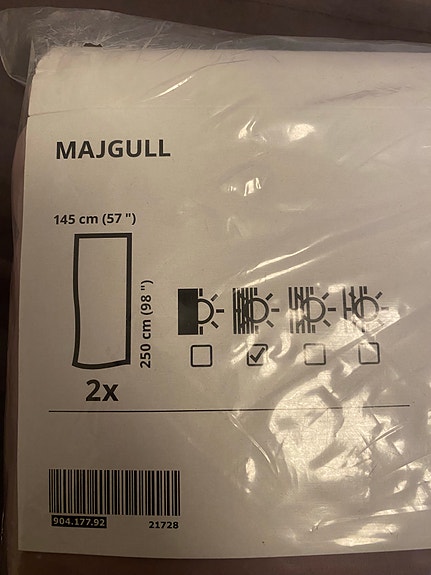 MAJGULL
145 cm (57 ")
250 cm (98 ")
2x
904.177.92
21728